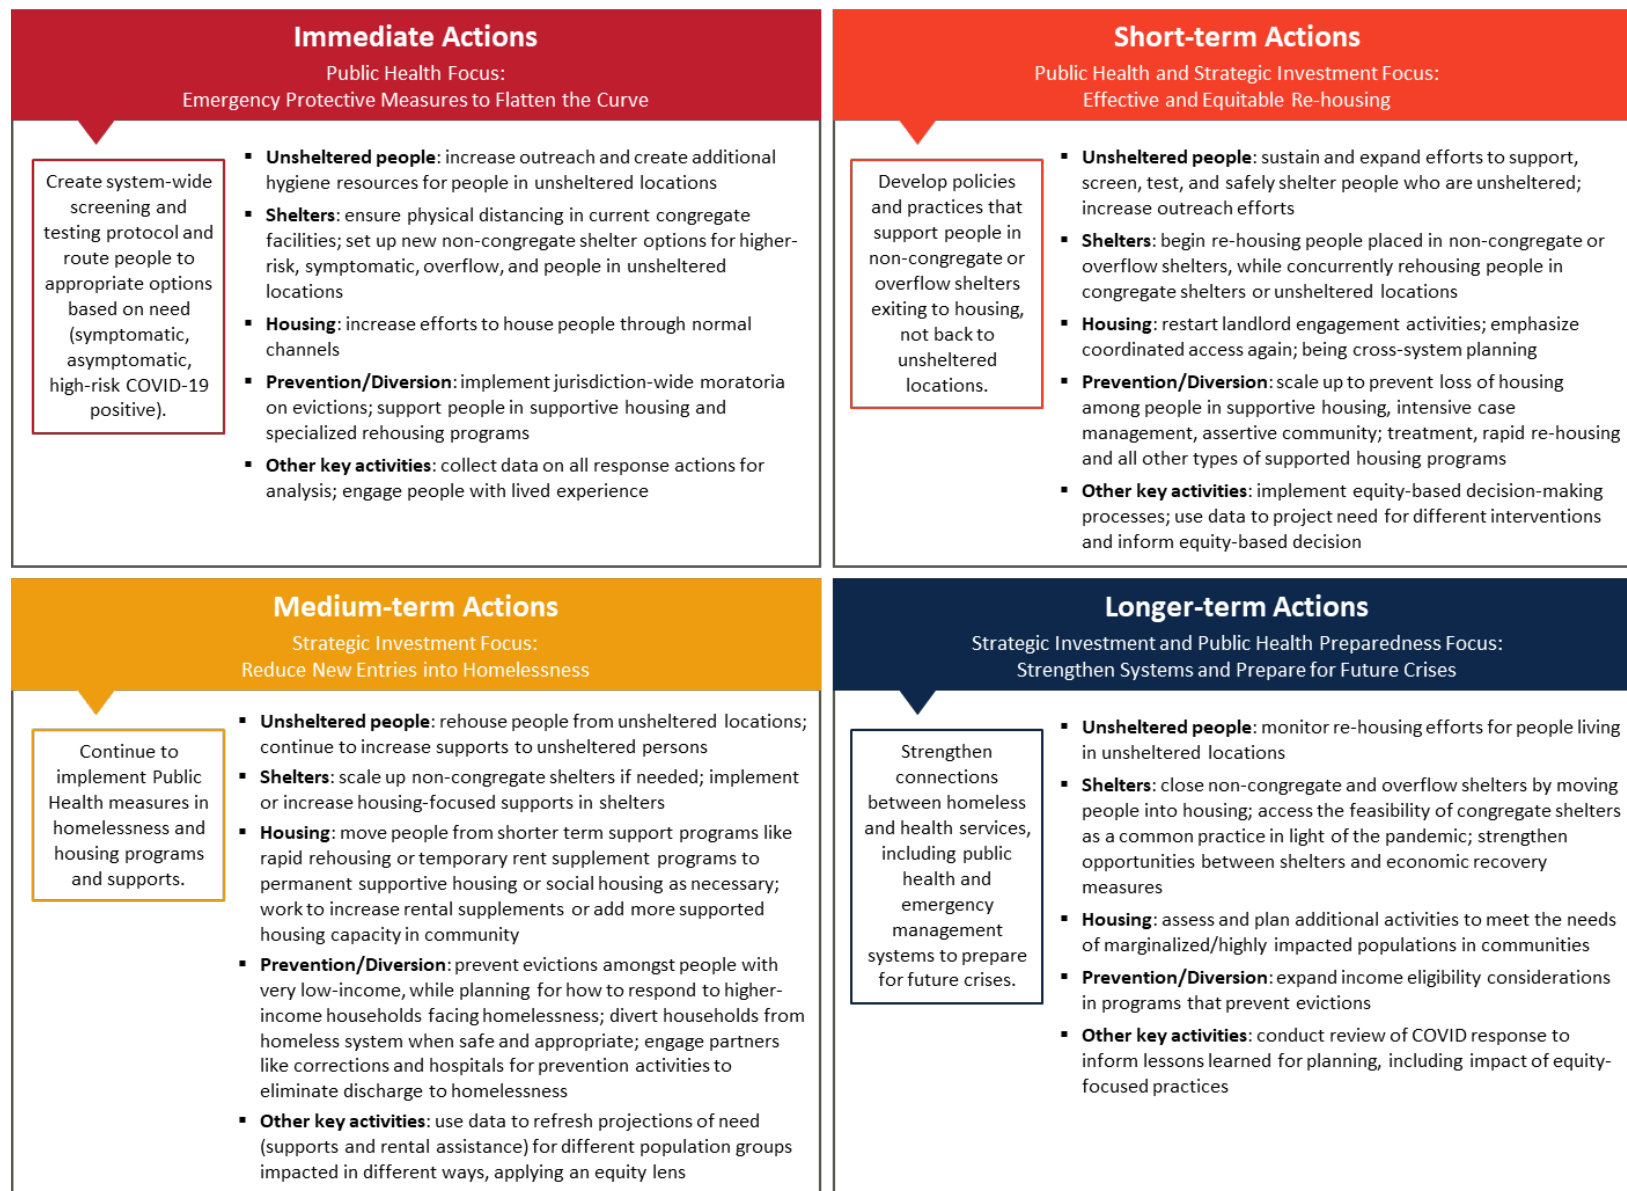 Immediate Actions
Public Health Focus:
Emergency Protective Measures to Flatten the Curve
Create system-wide
screening and
testing protocol and
route people to
appropriate options
based on need
(symptomatic,
asymptomatic,
high-risk COVID-19
positive).
▪ Unsheltered people: increase outreach and create additional
hygiene resources for people in unsheltered locations
▪ Shelters: ensure physical distancing in current congregate
facilities; set up new non-congregate shelter options for higher-
risk, symptomatic, overflow, and people in unsheltered
locations
▪ Housing: increase efforts to house people through normal
channels
▪ Prevention/Diversion: implement jurisdiction-wide moratoria
on evictions; support people in supportive housing and
specialized rehousing programs
▪ Other key activities: collect data on all response actions for
analysis; engage people with lived experience
Short-term Actions
Public Health and Strategic Investment Focus:
Effective and Equitable Re-housing
Develop policies
and practices that
support people in
non-congregate or
overflow shelters
exiting to housing,
not back to
unsheltered
locations.
▪ Unsheltered people: sustain and expand efforts to support,
screen, test, and safely shelter people who are unsheltered;
increase outreach efforts
▪ Shelters: begin re-housing people placed in non-congregate or
overflow shelters, while concurrently rehousing people in
congregate shelters or unsheltered locations
▪ Housing: restart landlord engagement activities; emphasize
coordinated access again; being cross-system planning
▪ Prevention/Diversion: scale up to prevent loss of housing
among people in supportive housing, intensive case
management, assertive community; treatment, rapid re-housing
and all other types of supported housing programs
▪ Other key activities: implement equity-based decision-making
processes; use data to project need for different interventions
and inform equity-based decision
Medium-term Actions
Strategic Investment Focus:
Reduce New Entries into Homelessness
Continue to
implement Public
Health measures in
homelessness and
housing programs
and supports.
▪ Unsheltered people: rehouse people from unsheltered locations;
continue to increase supports to unsheltered persons
▪ Shelters: scale up non-congregate shelters if needed; implement
or increase housing-focused supports in shelters
▪ Housing: move people from shorter term support programs like
rapid rehousing or temporary rent supplement programs to
permanent supportive housing or social housing as necessary;
work to increase rental supplements or add more supported
housing capacity in community
▪ Prevention/Diversion: prevent evictions amongst people with
very low-income, while planning for how to respond to higher-
income households facing homelessness; divert households from
homeless system when safe and appropriate; engage partners
like corrections and hospitals for prevention activities to
eliminate discharge to homelessness
▪ Other key activities: use data to refresh projections of need
(supports and rental assistance) for different population groups
impacted in different ways, applying an equity lens
Longer-term Actions
Strategic Investment and Public Health Preparedness Focus:
Strengthen Systems and Prepare for Future Crises
Strengthen
connections
between homeless
and health services,
including public
health and
emergency
management
systems to prepare
for future crises.
▪ Unsheltered people: monitor re-housing efforts for people living
in unsheltered locations
▪ Shelters: close non-congregate and overflow shelters by moving
people into housing; access the feasibility of congregate shelters
as a common practice in light of the pandemic; strengthen
opportunities between shelters and economic recovery
measures
▪ Housing: assess and plan additional activities to meet the needs
of marginalized/highly impacted populations in communities
▪ Prevention/Diversion: expand income eligibility considerations
in programs that prevent evictions
▪ Other key activities: conduct review of COVID response to
inform lessons learned for planning, including impact of equity-
focused practices